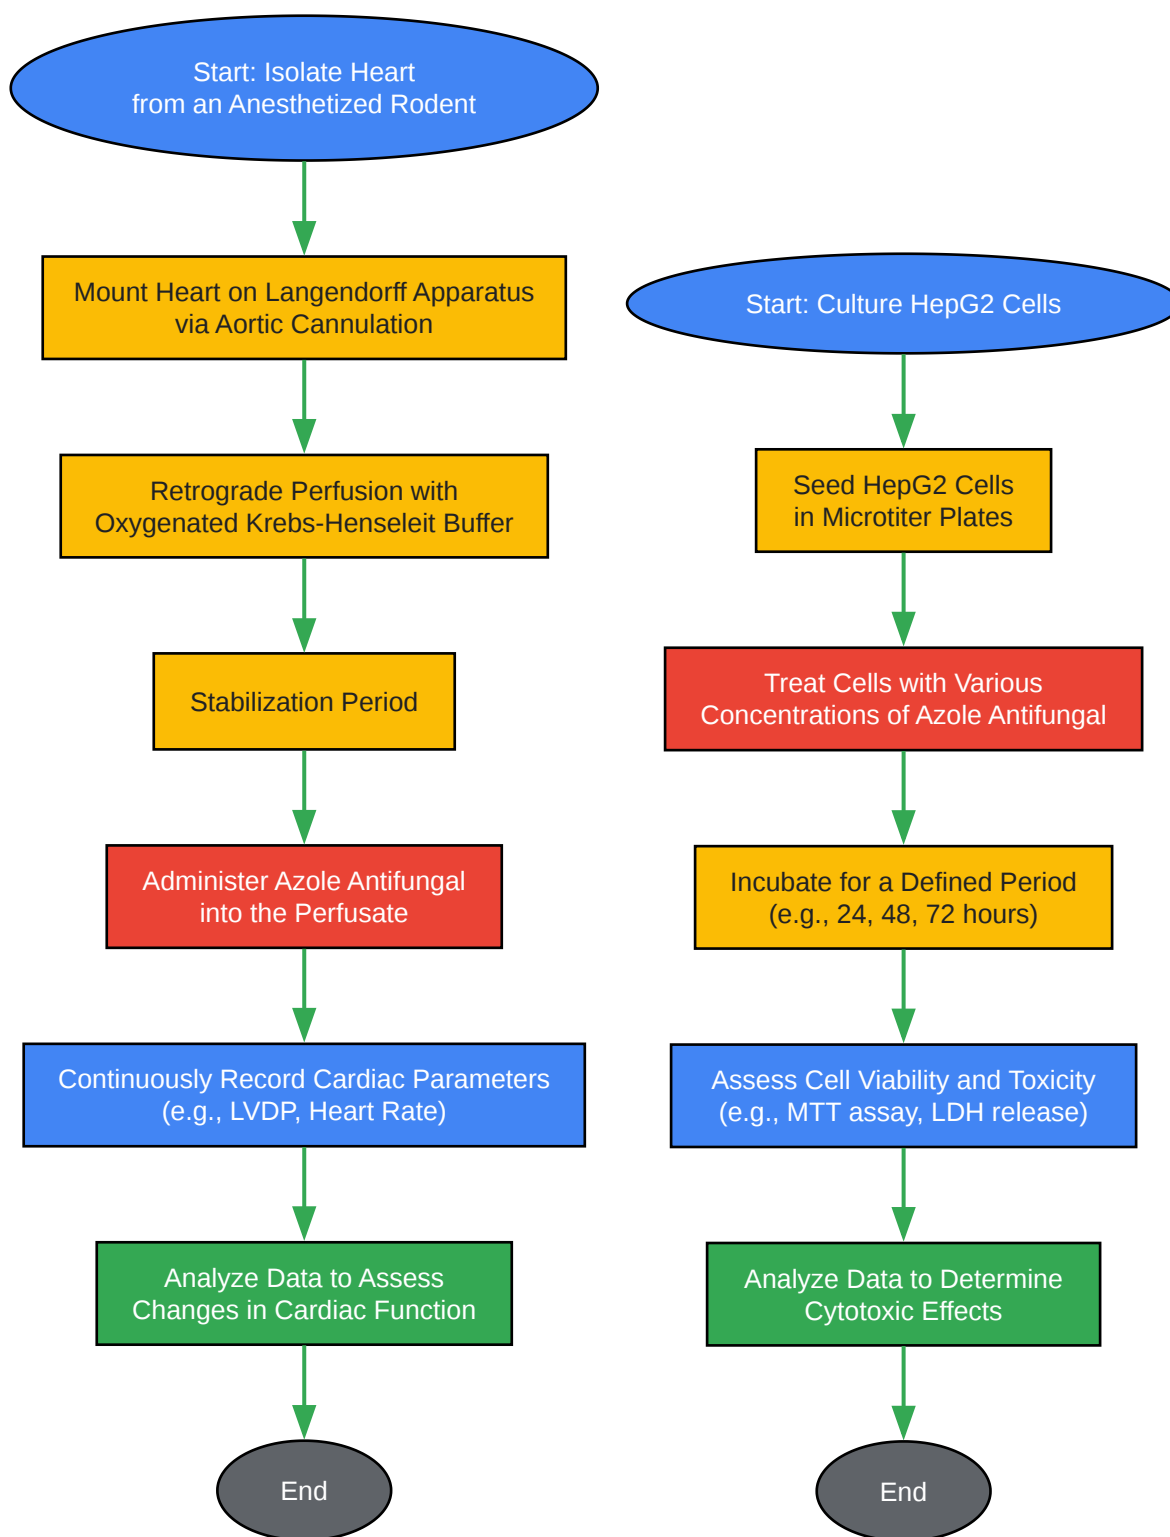 Start: Isolate Heart
from an Anesthetized Rodent
Mount Heart on Langendorff Apparatus
via Aortic Cannulation
Retrograde Perfusion with
Oxygenated Krebs-Henseleit Buffer
Stabilization Period
Administer Azole Antifungal
into the Perfusate
Continuously Record Cardiac Parameters
(e.g., LVDP, Heart Rate)
Analyze Data to Assess
Changes in Cardiac Function
End
Start: Culture HepG2 Cells
Seed HepG2 Cells
in Microtiter Plates
Treat Cells with Various
Concentrations of Azole Antifungal
Incubate for a Defined Period
(e.g., 24, 48, 72 hours)
Assess Cell Viability and Toxicity
(e.g., MTT assay, LDH release)
Analyze Data to Determine
Cytotoxic Effects
End